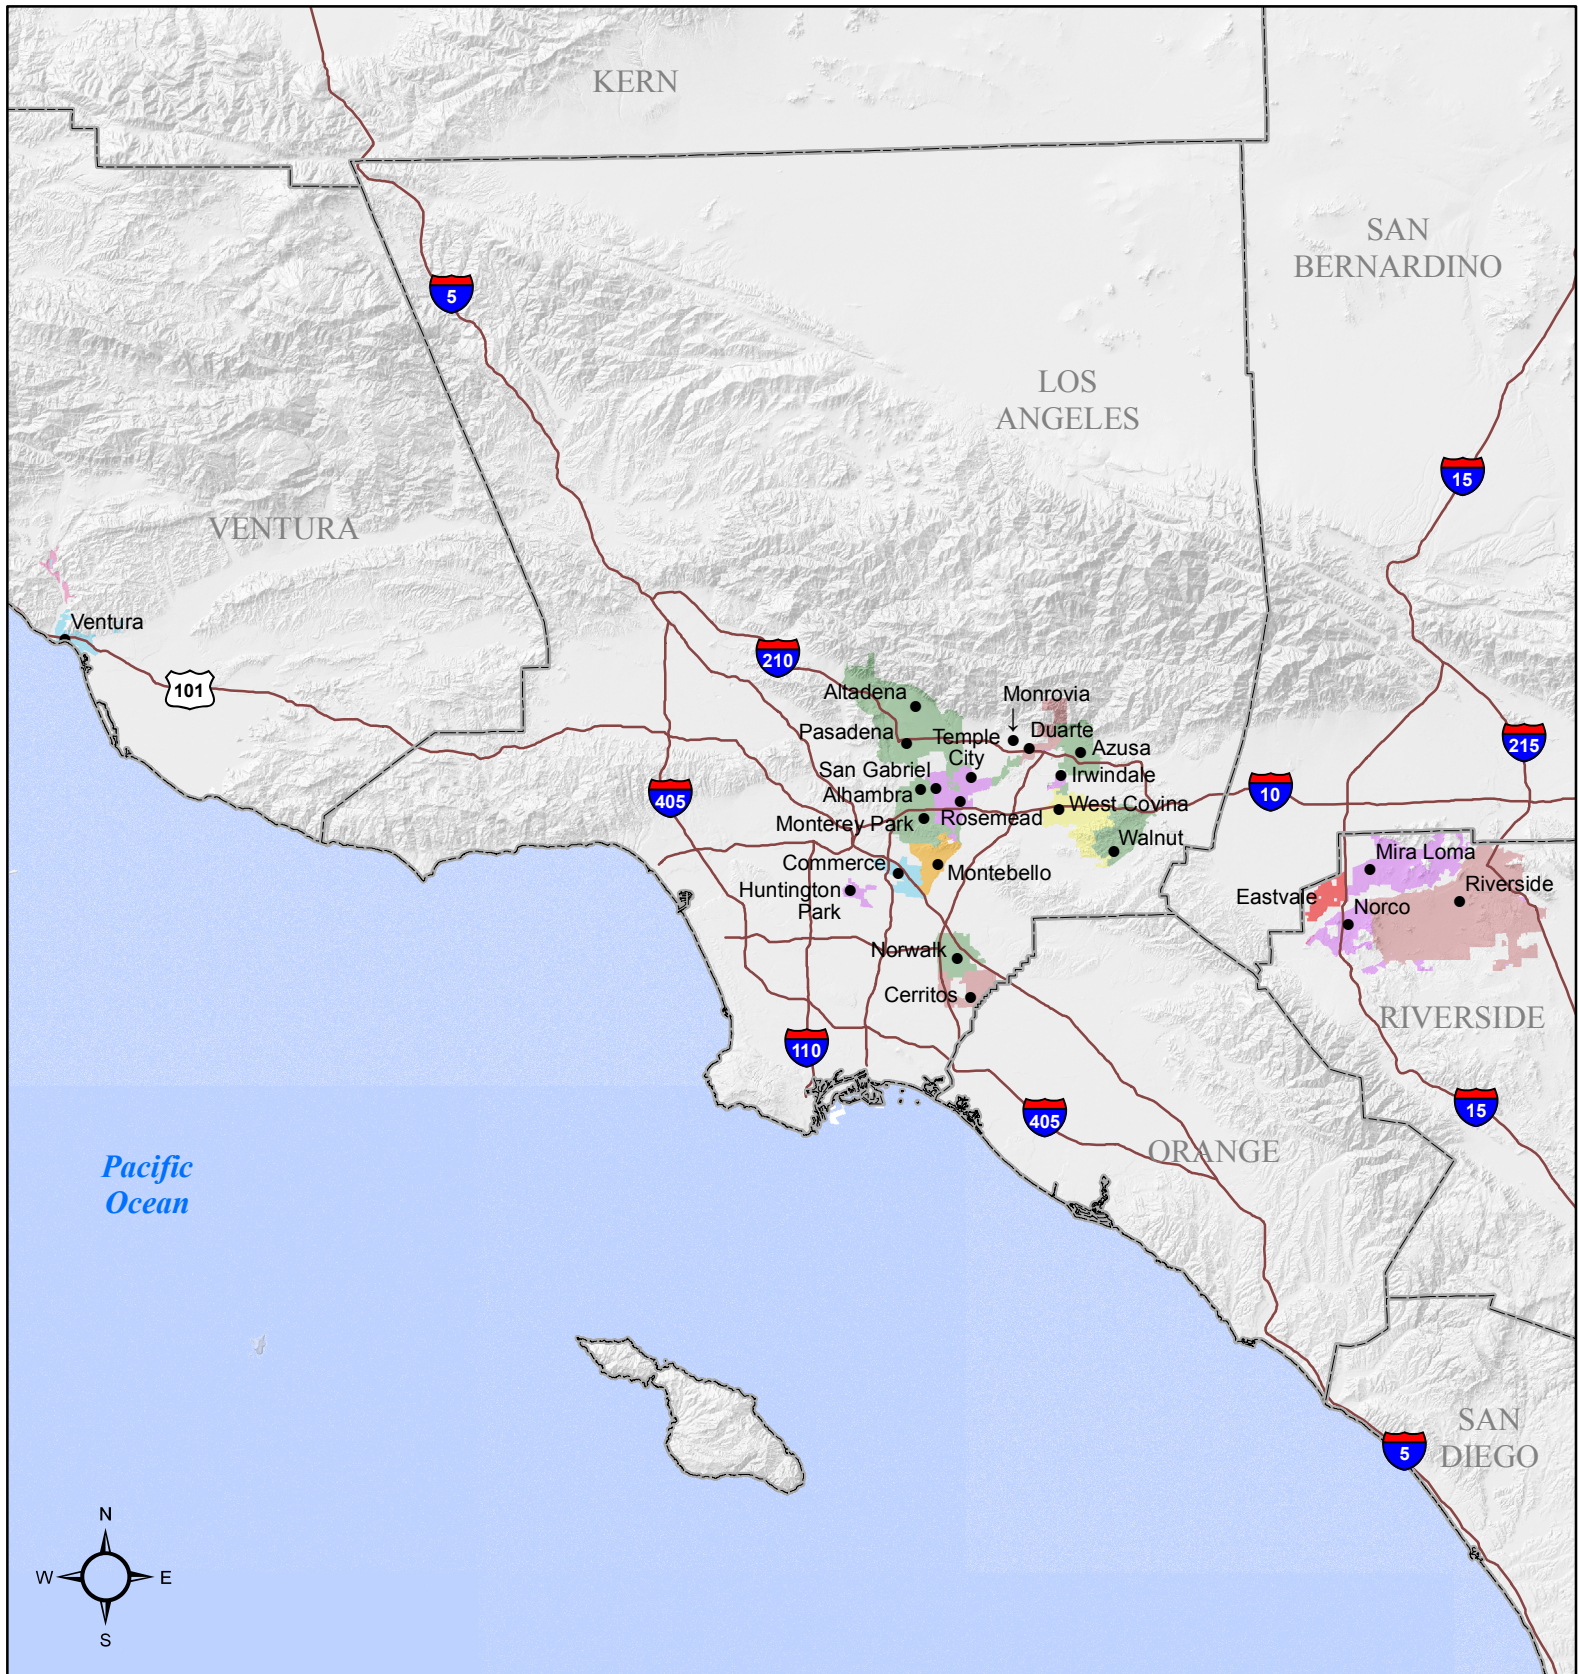 KERN
SAN
BERNARDINO
5
LOS
ANGELES
15
VENTURA
Ventura
101
210
Altadena
Monrovia
Pasadena
Temple
City
Duarte
Azusa
215
San Gabriel
Irwindale
405
Alhambra
West Covina
10
Monterey Park
Rosemead
Walnut
Commerce
Montebello
Mira Loma
Huntington
Park
Eastvale
Riverside
Norco
Norwalk
Cerritos
RIVERSIDE
110
405
15
ORANGE
Pacific
Ocean
SAN
DIEGO
5
N
W
E
S